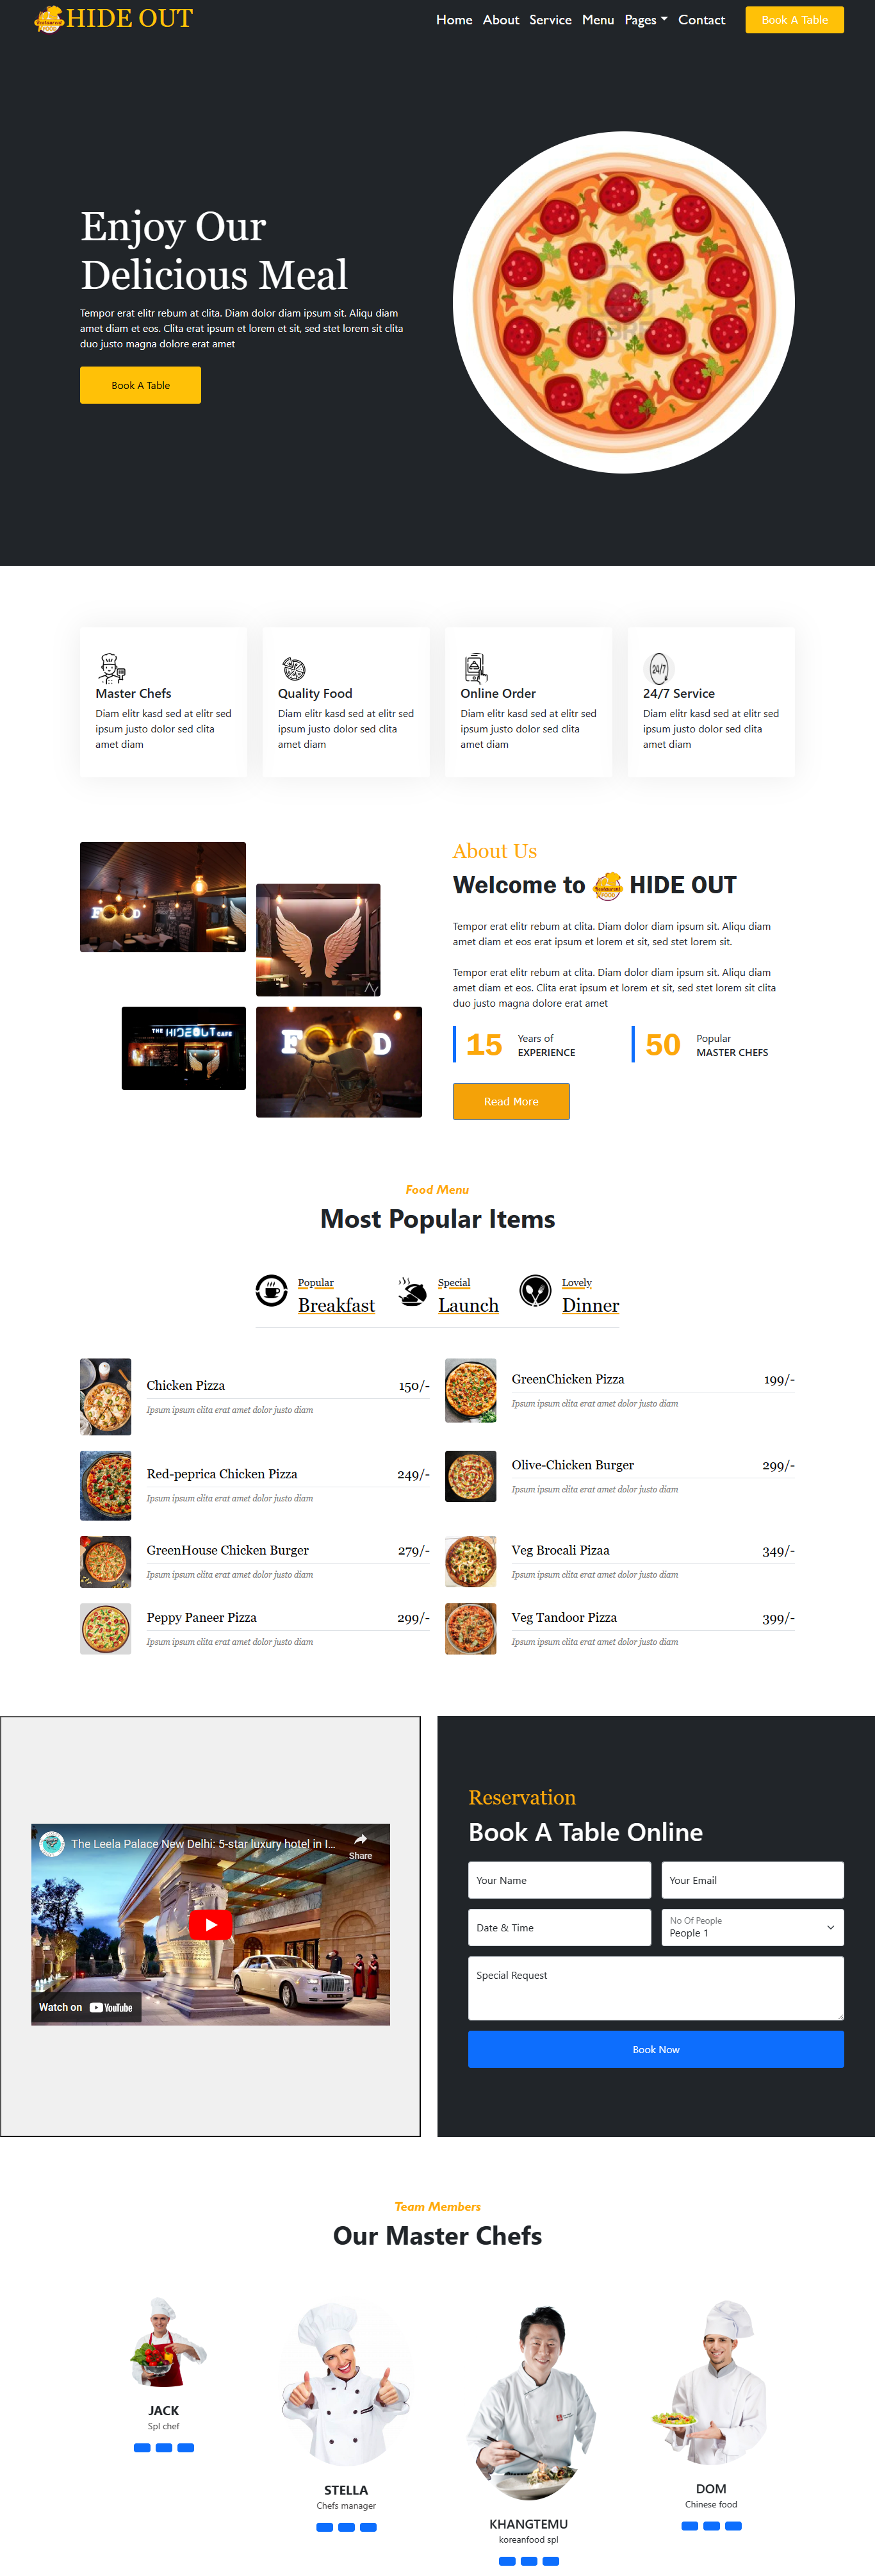 HIDE OUT
Home About Service Menu Pages Contact Book A Table
Enjoy Our
Delicious Meal
Tempor erat elitr rebum at clita. Diam dolor diam ipsum sit. Aliqu diam
amet diam et eos. Clita erat ipsum et lorem et sit, sed stet lorem sit clita
duo justo magna dolore erat amet
Book A Table
Master Chefs
Diam elitr kasd sed at elitr sed
ipsum justo dolor sed clita
amet diam
Quality Food
Diam elitr kasd sed at elitr sed
ipsum justo dolor sed clita
amet diam
Online Order
Diam elitr kasd sed at elitr sed
ipsum justo dolor sed clita
amet diam
24/7
24/7 Service
Diam elitr kasd sed at elitr sed
ipsum justo dolor sed clita
amet diam
FOOD
THE HIDEOUT CAFE
FOOD
About Us
Welcome to Restaurant FOOD HIDE OUT
Tempor erat elitr rebum at clita. Diam dolor diam ipsum sit. Aliqu diam
amet diam et eos erat ipsum et lorem et sit, sed stet lorem sit.
Tempor erat elitr rebum at clita. Diam dolor diam ipsum sit. Aliqu diam
amet diam et eos. Clita erat ipsum et lorem et sit, sed stet lorem sit clita
duo justo magna dolore erat amet
15 Years of
EXPERIENCE
50 Popular
MASTER CHEFS
Read More
Food Menu
Most Popular Items
Popular
Breakfast
Special
Launch
Lovely
Dinner
Chicken Pizza 150/-
Ipsum ipsum clita erat amet dolor justo diam
GreenChicken Pizza 199/-
Ipsum ipsum clita erat amet dolor justo diam
Red-peprica Chicken Pizza 249/-
Ipsum ipsum clita erat amet dolor justo diam
Olive-Chicken Burger 299/-
Ipsum ipsum clita erat amet dolor justo diam
GreenHouse Chicken Burger 279/-
Ipsum ipsum clita erat amet dolor justo diam
Veg Brocali Pizaa 349/-
Ipsum ipsum clita erat amet dolor justo diam
Peppy Paneer Pizza 299/-
Ipsum ipsum clita erat amet dolor justo diam
Veg Tandoor Pizza 399/-
Ipsum ipsum clita erat amet dolor justo diam
The Leela Palace New Delhi: 5-star luxury hotel in I...
Share
Watch on YouTube
Reservation
Book A Table Online
Your Name
Your Email
Date & Time
No Of People
People 1
Special Request
Book Now
Team Members
Our Master Chefs
JACK
Spl chef
STELLA
Chefs manager
KHANGTEMU
koreanfood spl
DOM
Chinese food